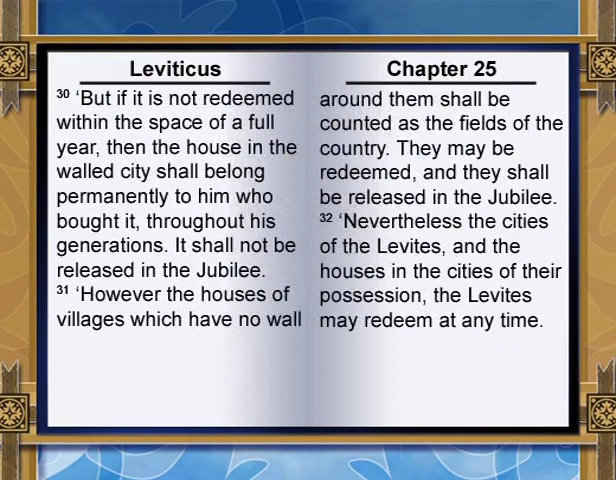 Leviticus
30 ‘But if it is not redeemed
within the space of a full
year, then the house in the
walled city shall belong
permanently to him who
bought it, throughout his
generations. It shall not be
released in the Jubilee.
31 ‘However the houses of
villages which have no wall
Chapter 25
around them shall be
counted as the fields of the
country. They may be
redeemed, and they shall
be released in the Jubilee.
32 ‘Nevertheless the cities
of the Levites, and the
houses in the cities of their
possession, the Levites
may redeem at any time.